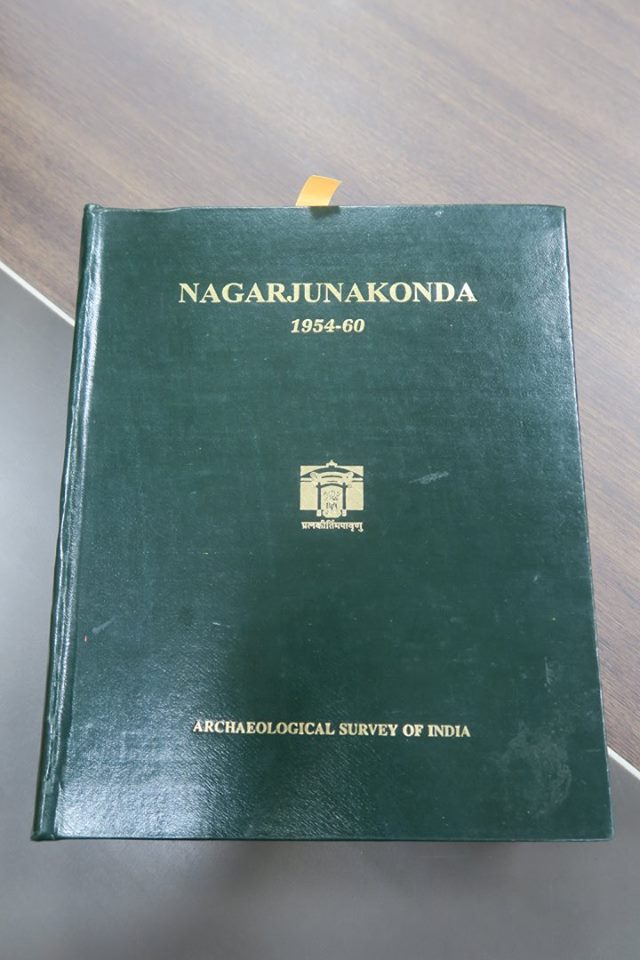 NAGARJUNAKONDA
1954-60
प्रत्नकीर्तिमपावृणु
ARCHAEOLOGICAL SURVEY OF INDIA